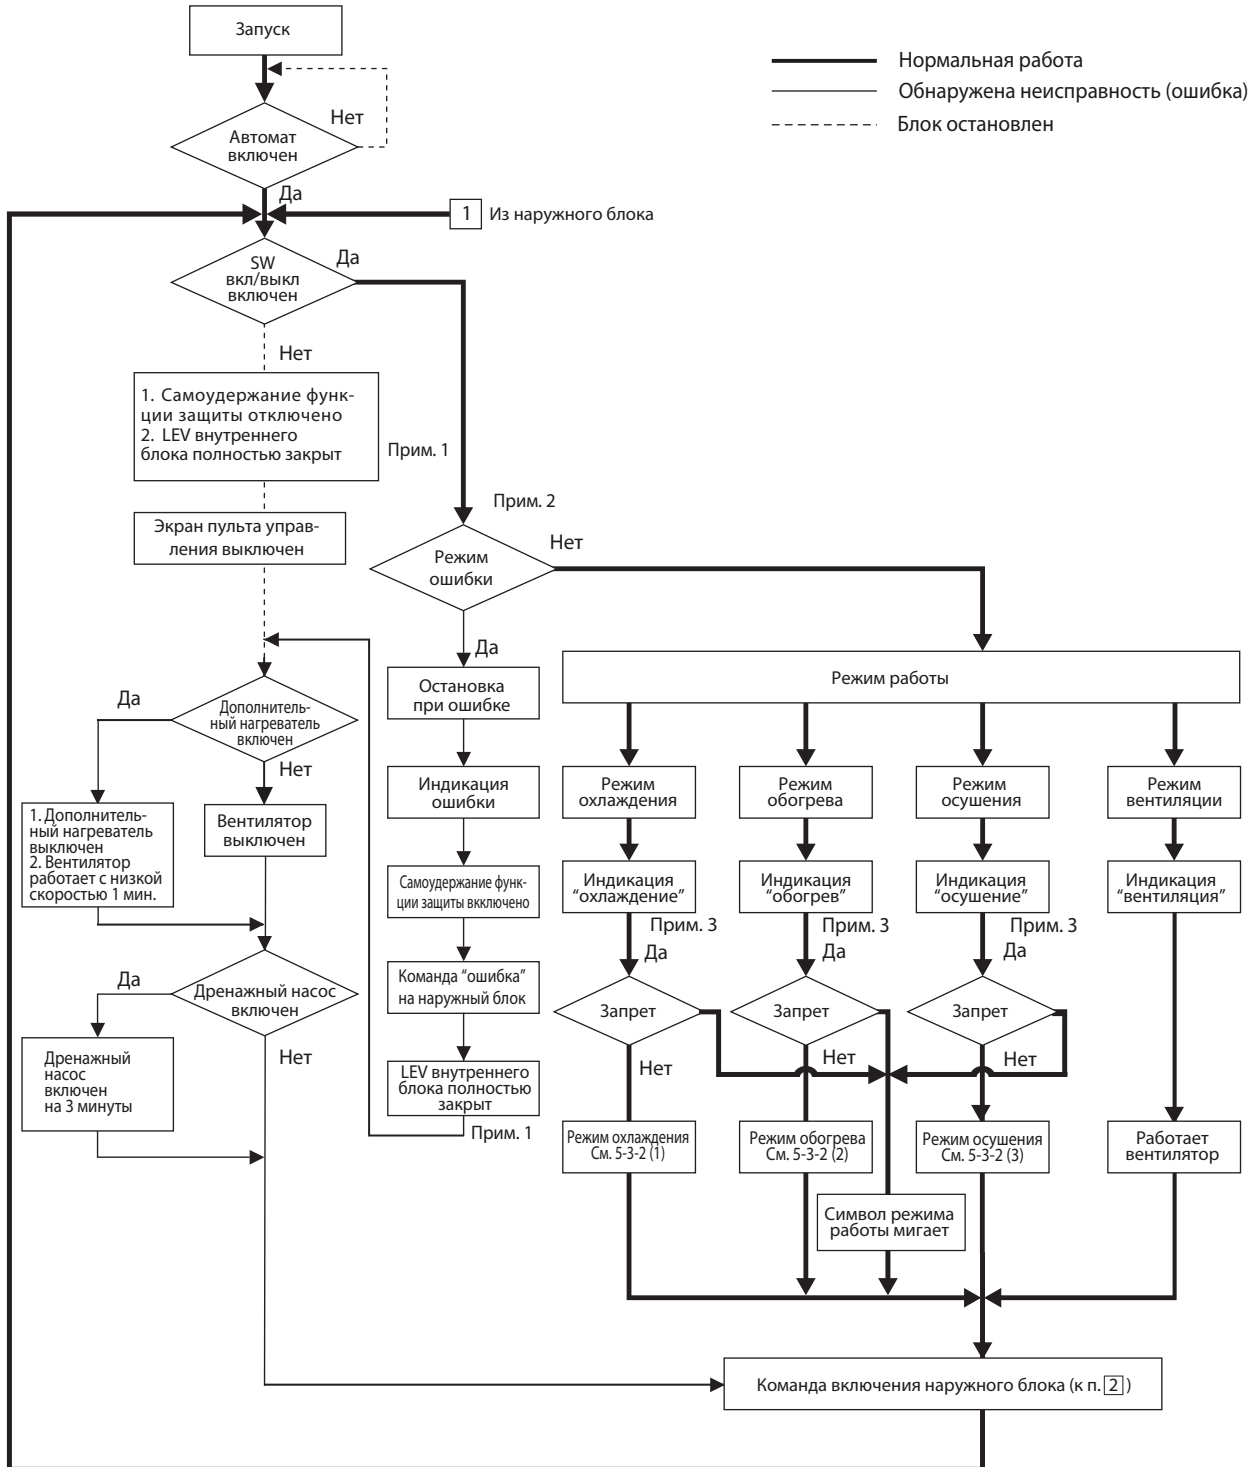 Запуск
Нормальная работа
Обнаружена неисправность (ошибка)
Блок остановлен
Нет
Автомат
включен
Да
1 Из наружного блока
SW
вкл/выкл
включен
Да
Нет
1. Самоудержание функ-
ции защиты отключено
2. LEV внутреннего
блока полностью закрыт
Прим. 1
Экран пульта управ-
ления выключен
Прим. 2
Режим
ошибки
Нет
Да
Режим работы
Остановка
при ошибке
Да
Дополнитель-
ный нагреватель
включен
Нет
Индикация
ошибки
Режим
охлаждения
Режим
обогрева
Режим
осушения
Режим
вентиляции
1. Дополнитель-
ный нагреватель
выключен
2. Вентилятор
работает с низкой
скоростью 1 мин.
Вентилятор
выключен
Самоудержание функ-
ции защиты вкключено
Индикация
“охлаждение”
Индикация
“обогрев”
Индикация
“осушение”
Индикация
“вентиляция”
Прим. 3
Прим. 3
Прим. 3
Да
Да
Да
Да
Дренажный насос
включен
Нет
Команда “ошибка”
на наружный блок
Запрет
Запрет
Запрет
Нет
Нет
Нет
Дренажный
насос
включен
на 3 минуты
LEV внутреннего
блока полностью
закрыт
Прим. 1
Режим охлаждения
См. 5-3-2 (1)
Режим обогрева
См. 5-3-2 (2)
Режим осушения
См. 5-3-2 (3)
Работает
вентилятор
Символ режима
работы мигает
Команда включения наружного блока (к п. 2 )